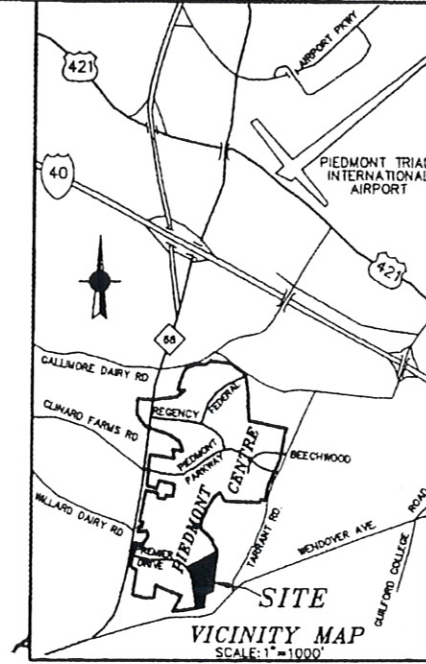 AIRPORT PKWY
421
PIEDMONT TRIAD
INTERNATIONAL
AIRPORT
40
421
68
GALLIMORE DAIRY RD
REGENCY
FEDERAL
CLINARD FARMS RD
PIEDMONT
PARKWAY
BEECHWOOD
PIEDMONT CENTRE
WILLARD DAIRY RD
TARRANT RD.
WENDOVER AVE.
ROAD
GUILFORD COLLEGE
PREMIER
DRIVE
SITE
VICINITY MAP
SCALE: 1"=1000'